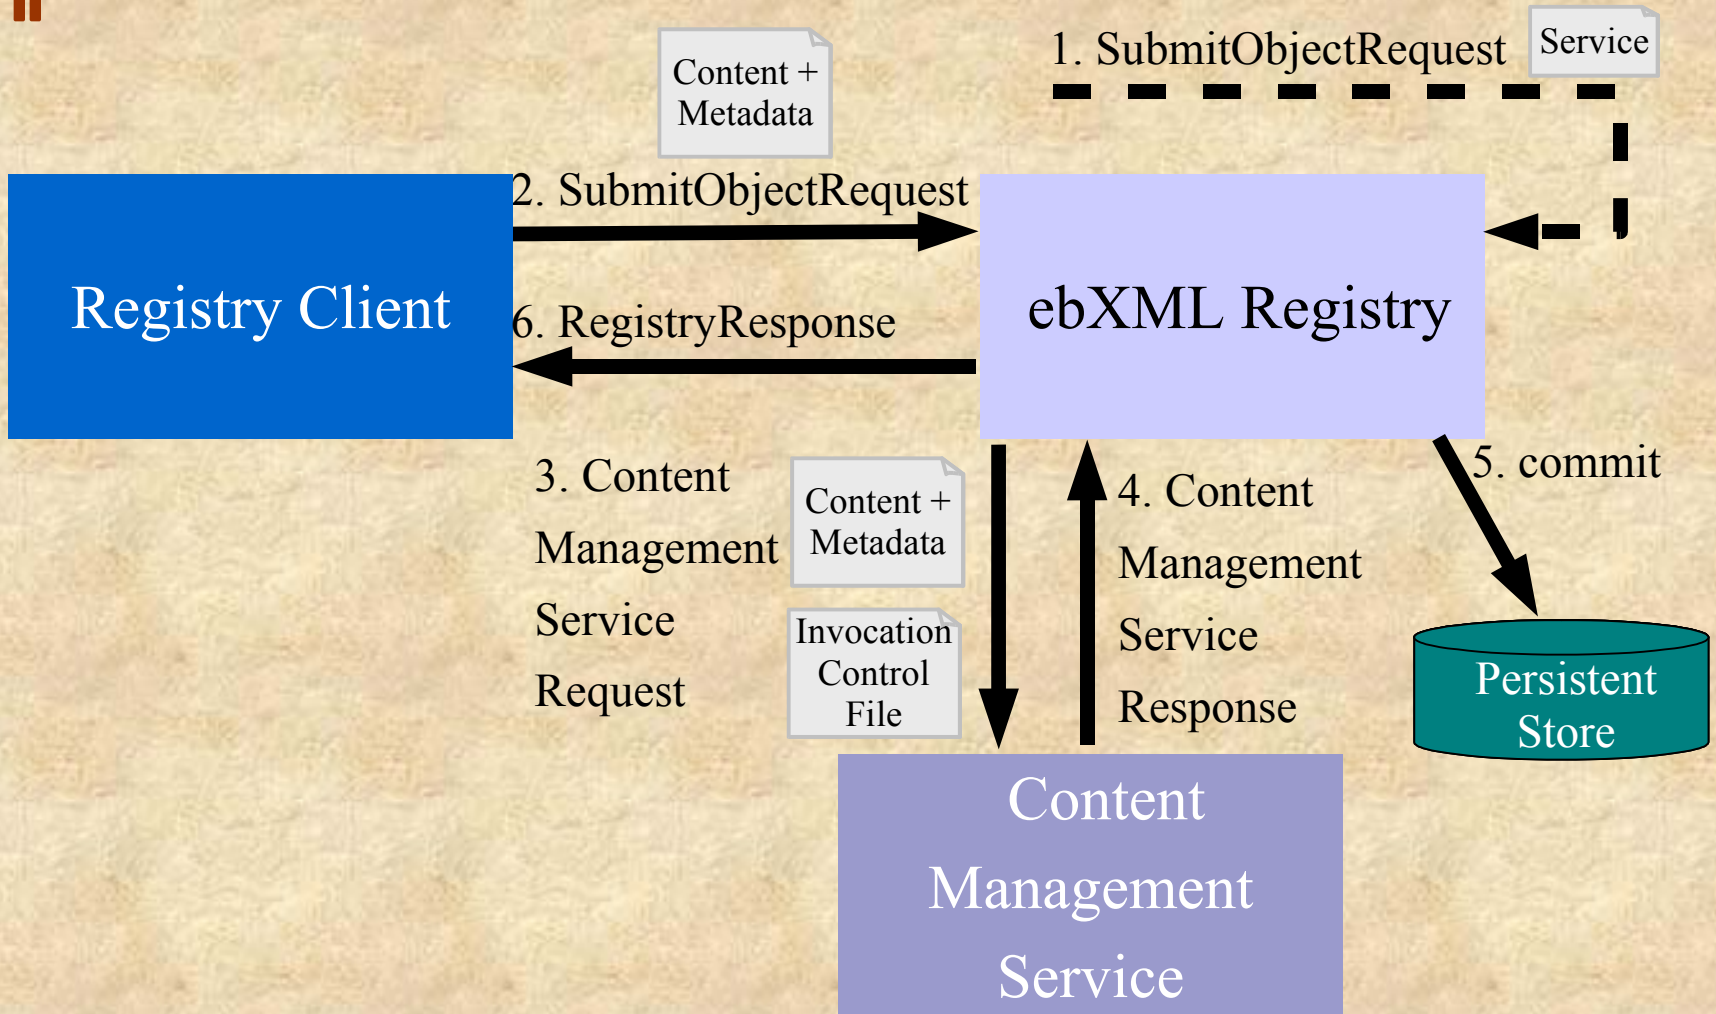 1. SubmitObjectRequest
Service
Content +
Metadata
2. SubmitObjectRequest
Registry Client
ebXML Registry
6. RegistryResponse
3. Content
Management
Service
Request
Content +
Metadata
Invocation
Control
File
4. Content
Management
Service
Response
5. commit
Persistent
Store
Content
Management
Service